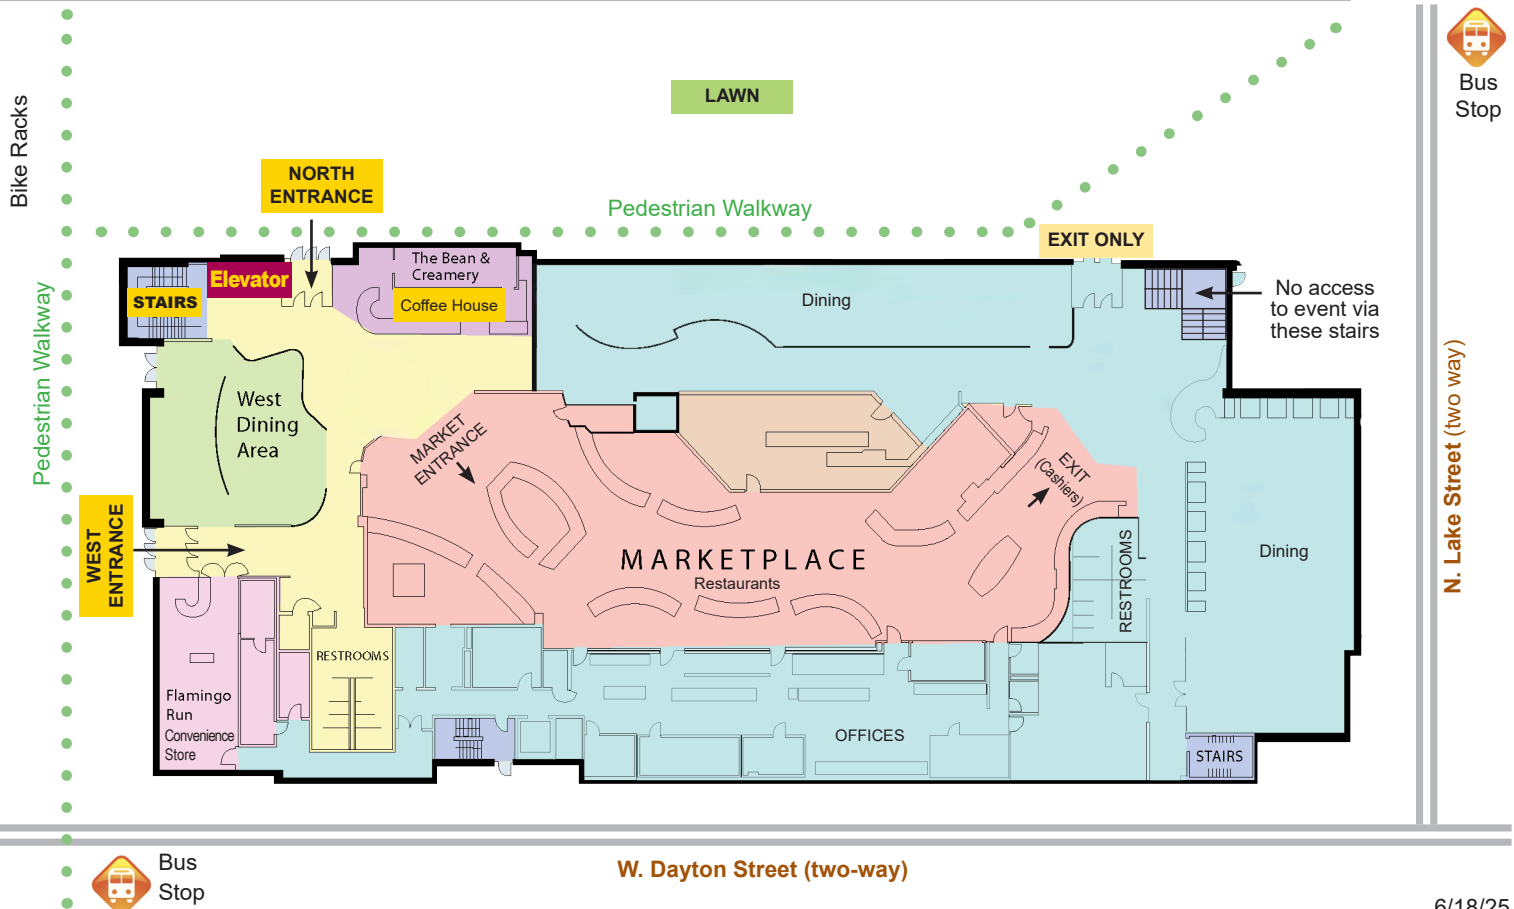 Bus
Stop
LAWN
Bike Racks
NORTH
ENTRANCE
Pedestrian Walkway
EXIT ONLY
The Bean &
Creamery
Coffee House
Elevator
STAIRS
Dining
No access
to event via
these stairs
Pedestrian Walkway
West
Dining
Area
MARKET
ENTRANCE
EXIT
(Cashiers)
N. Lake Street (two way)
WEST
ENTRANCE
MARKETPLACE
Restaurants
RESTROOMS
Dining
RESTROOMS
Flamingo
Run
Convenience
Store
OFFICES
STAIRS
Bus
Stop
W. Dayton Street (two-way)
6/18/25